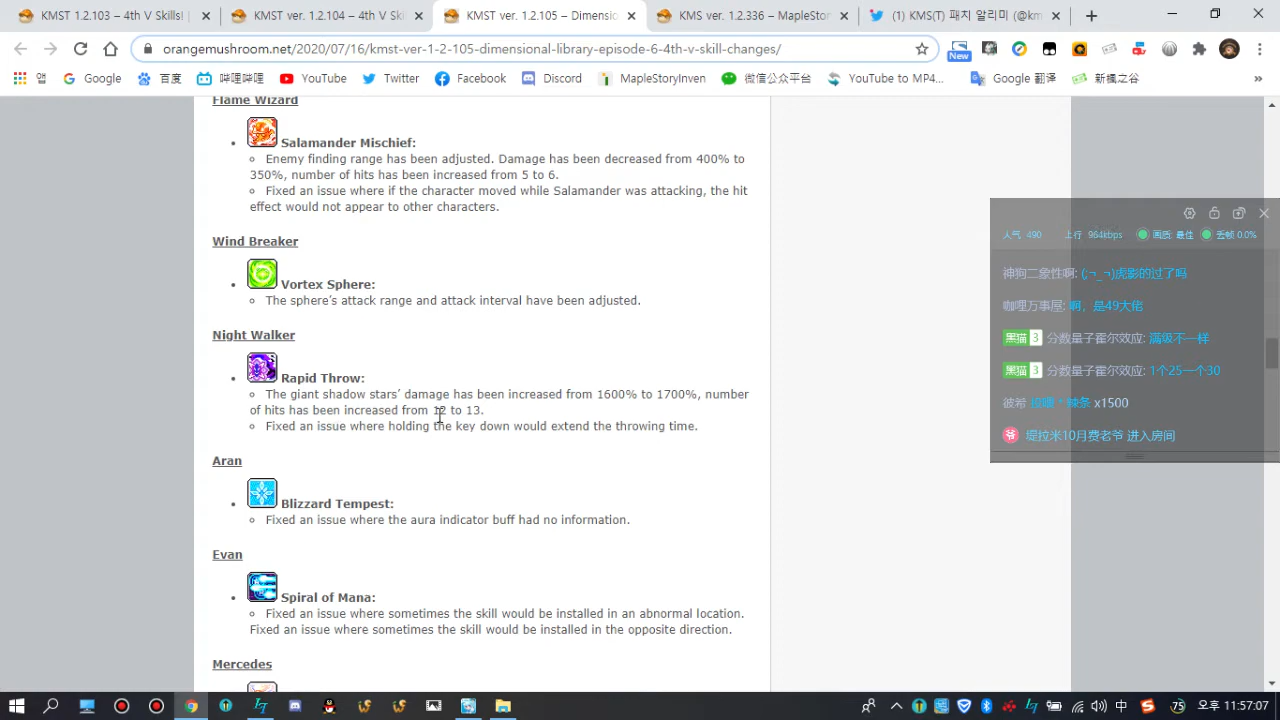 KMST 1.2.103 – 4th V Skills!
KMST ver. 1.2.104 – 4th V Ski
KMST ver. 1.2.105 – Dimensio
KMS ver. 1.2.336 – MapleStor
(1) KMS(T) 패치 알리미 (@km
orangemushroom.net/2020/07/16/kmst-ver-1-2-105-dimensional-library-episode-6-4th-v-skill-changes/
New
앱
Google
百度
哔哩哔哩
YouTube
Twitter
Facebook
Discord
MapleStoryInven
微信公众平台
YouTube to MP4...
Google 翻译
新楓之谷
»
Flame Wizard
Salamander Mischief:
Enemy finding range has been adjusted. Damage has been decreased from 400% to
350%, number of hits has been increased from 5 to 6.
Fixed an issue where if the character moved while Salamander was attacking, the hit
effect would not appear to other characters.
Wind Breaker
Vortex Sphere:
The sphere's attack range and attack interval have been adjusted.
Night Walker
Rapid Throw:
The giant shadow stars' damage has been increased from 1600% to 1700%, number
of hits has been increased from 12 to 13.
Fixed an issue where holding the key down would extend the throwing time.
Aran
Blizzard Tempest:
Fixed an issue where the aura indicator buff had no information.
Evan
Spiral of Mana:
Fixed an issue where sometimes the skill would be installed in an abnormal location.
Fixed an issue where sometimes the skill would be installed in the opposite direction.
Mercedes
人气 490
上行 964kbps
画质: 最佳
丢帧 0.0%
神狗二象性啊: (;¬_¬)虎影的过了吗
咖哩万事屋: 啊，是49大佬
黑猫 3 分数量子霍尔效应: 满级不一样
黑猫 3 分数量子霍尔效应: 1个25一个30
彼希 投喂 辣条 x1500
爷 堤拉米10月费老爷 进入房间
中
75
오후 11:57:07